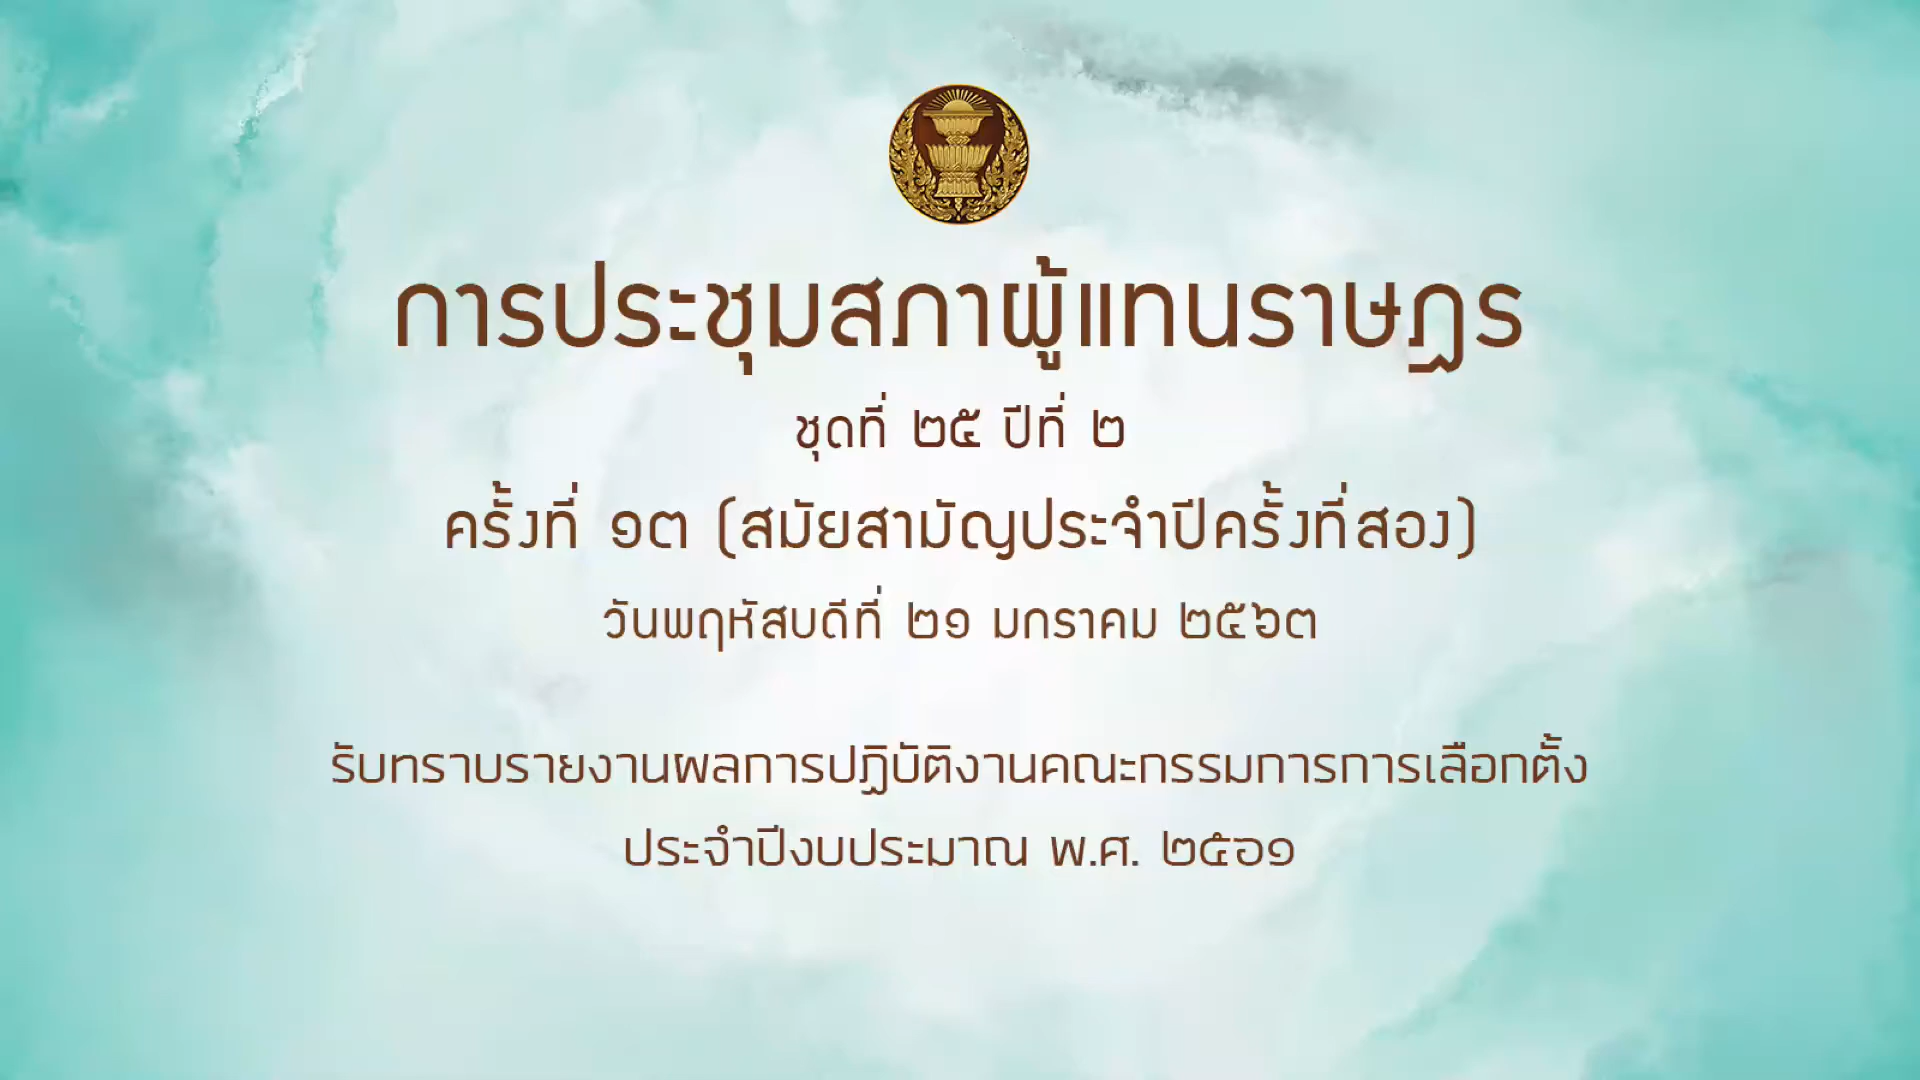 การประชุมสภาผู้แทนราษฎร
ชุดที่ ๒๕ ปีที่ ๒
ครั้งที่ ๑๓ (สมัยสามัญประจำปีครั้งที่สอง)
วันพฤหัสบดีที่ ๒๑ มกราคม ๒๕๖๓
รับทราบรายงานผลการปฏิบัติงานคณะกรรมการการเลือกตั้ง
ประจำปีงบประมาณ พ.ศ. ๒๕๖๑